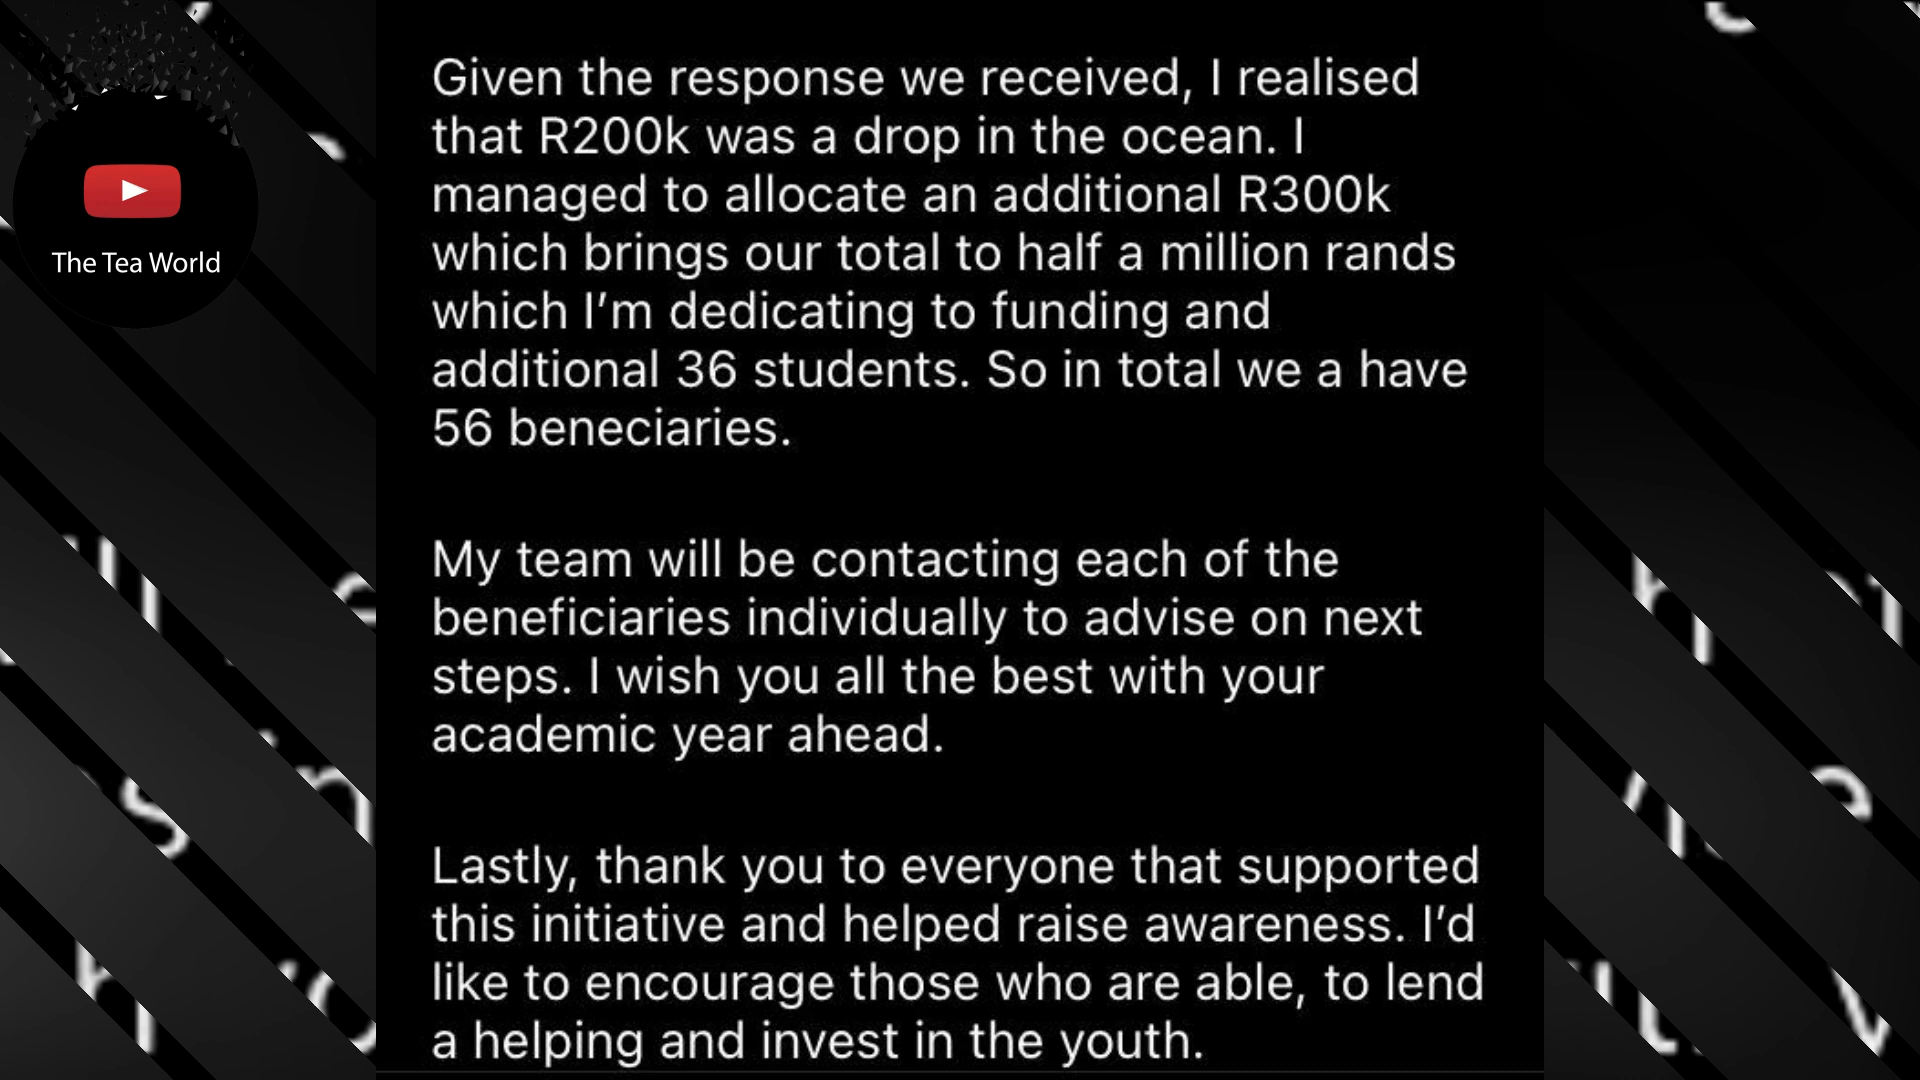 The Tea World
Given the response we received, I realised
that R200k was a drop in the ocean. I
managed to allocate an additional R300k
which brings our total to half a million rands
which I’m dedicating to funding and
additional 36 students. So in total we a have
56 beneciaries.
My team will be contacting each of the
beneficiaries individually to advise on next
steps. I wish you all the best with your
academic year ahead.
Lastly, thank you to everyone that supported
this initiative and helped raise awareness. I’d
like to encourage those who are able, to lend
a helping and invest in the youth.